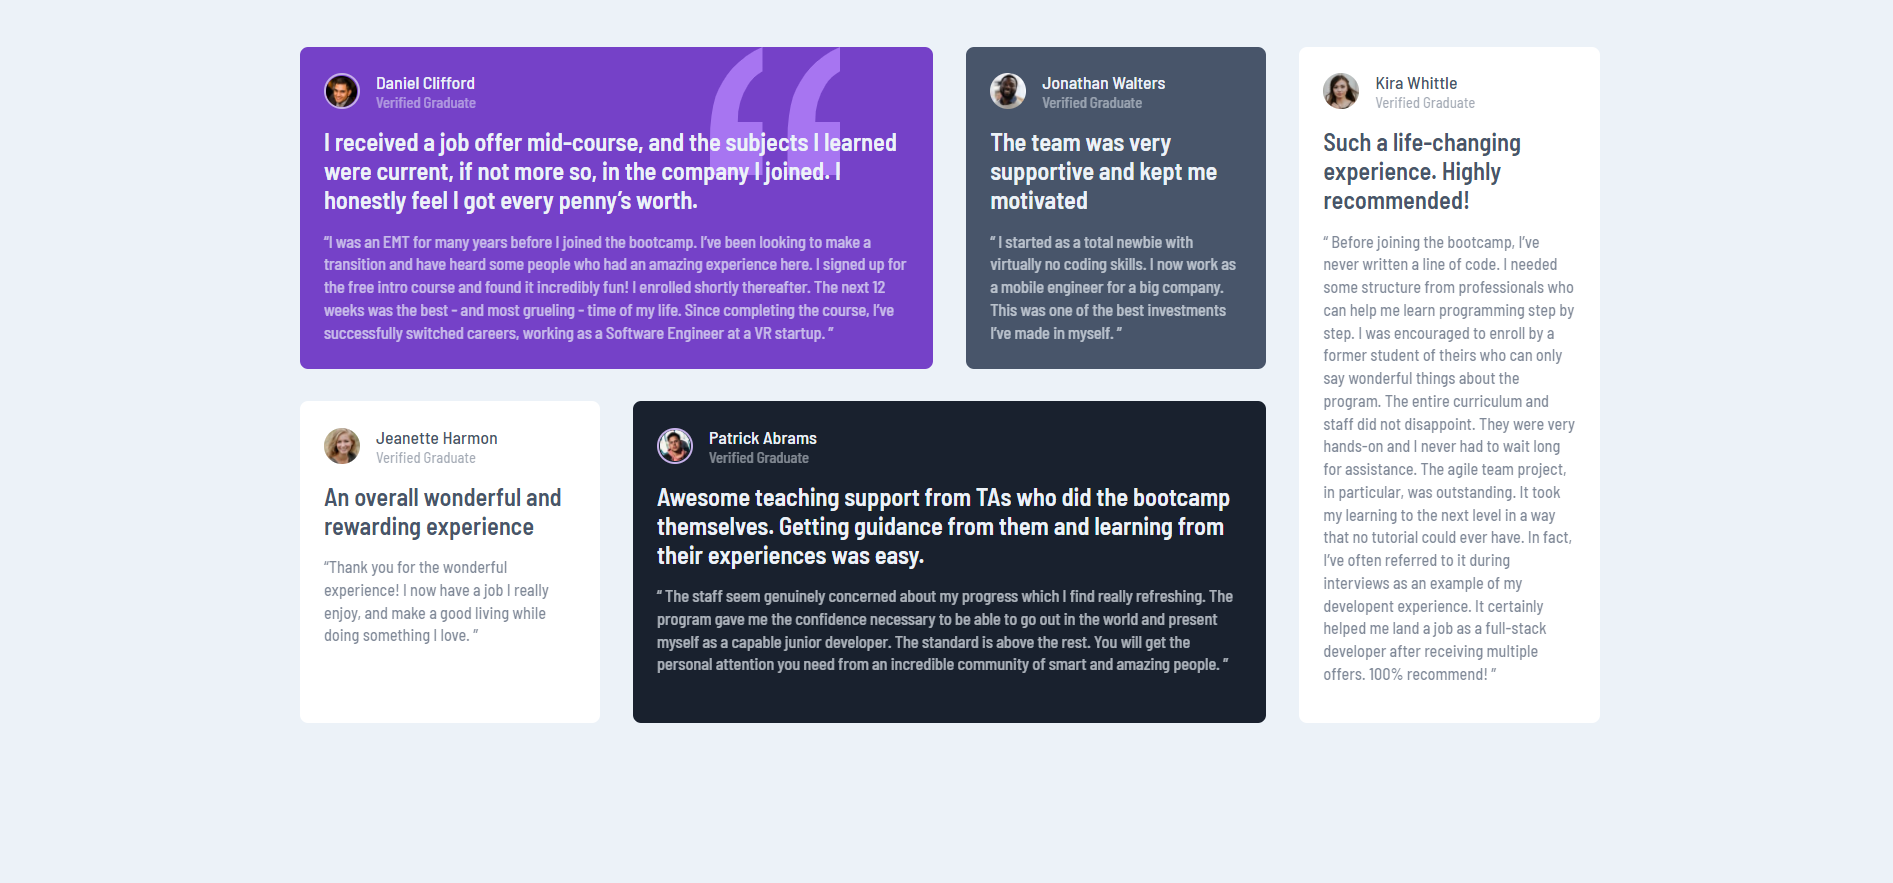 Daniel Clifford
Verified Graduate
I received a job offer mid-course, and the subjects I learned
were current, if not more so, in the company I joined. I
honestly feel I got every penny’s worth.
“I was an EMT for many years before I joined the bootcamp. I’ve been looking to make a
transition and have heard some people who had an amazing experience here. I signed up for
the free intro course and found it incredibly fun! I enrolled shortly thereafter. The next 12
weeks was the best - and most grueling - time of my life. Since completing the course, I’ve
successfully switched careers, working as a Software Engineer at a VR startup. ”
Jonathan Walters
Verified Graduate
The team was very
supportive and kept me
motivated
“ I started as a total newbie with
virtually no coding skills. I now work as
a mobile engineer for a big company.
This was one of the best investments
I’ve made in myself. ”
Kira Whittle
Verified Graduate
Such a life-changing
experience. Highly
recommended!
“ Before joining the bootcamp, I’ve
never written a line of code. I needed
some structure from professionals who
can help me learn programming step by
step. I was encouraged to enroll by a
former student of theirs who can only
say wonderful things about the
program. The entire curriculum and
staff did not disappoint. They were very
hands-on and I never had to wait long
for assistance. The agile team project,
in particular, was outstanding. It took
my learning to the next level in a way
that no tutorial could ever have. In fact,
I’ve often referred to it during
interviews as an example of my
developent experience. It certainly
helped me land a job as a full-stack
developer after receiving multiple
offers. 100% recommend! ”
Jeanette Harmon
Verified Graduate
An overall wonderful and
rewarding experience
“Thank you for the wonderful
experience! I now have a job I really
enjoy, and make a good living while
doing something I love. ”
Patrick Abrams
Verified Graduate
Awesome teaching support from TAs who did the bootcamp
themselves. Getting guidance from them and learning from
their experiences was easy.
“ The staff seem genuinely concerned about my progress which I find really refreshing. The
program gave me the confidence necessary to be able to go out in the world and present
myself as a capable junior developer. The standard is above the rest. You will get the
personal attention you need from an incredible community of smart and amazing people. ”